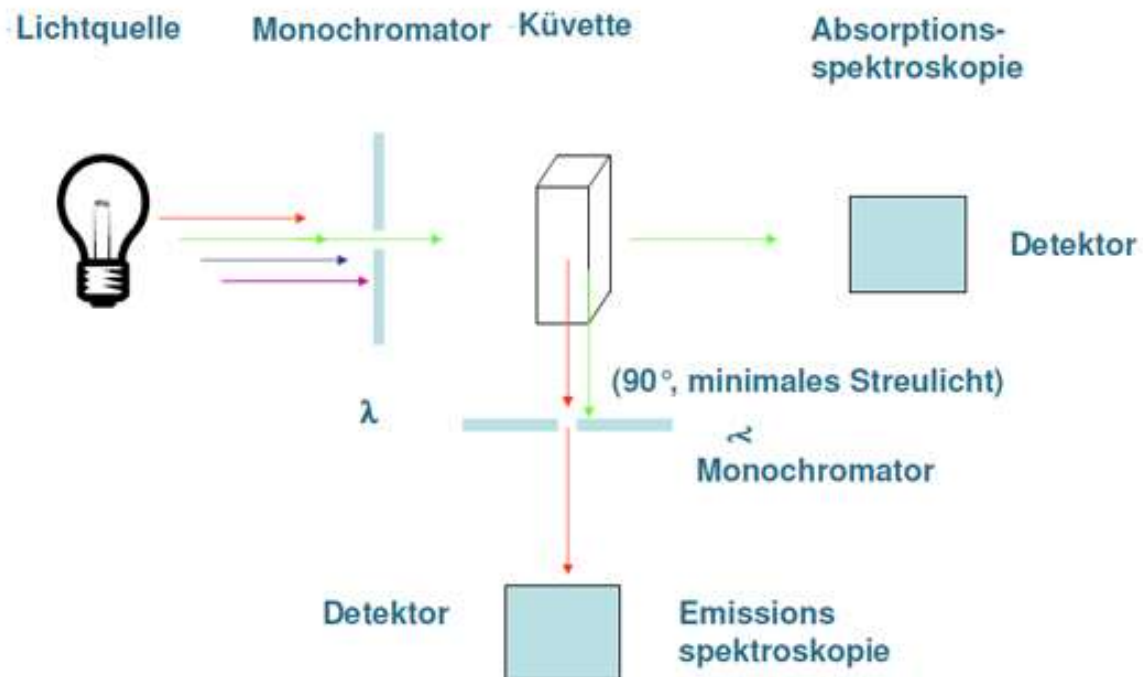 Lichtquelle
Monochromator
Küvette
Absorptions-
spektroskopie
Detektor
(90°, minimales Streulicht)
λ
λ
Monochromator
Detektor
Emissions
spektroskopie